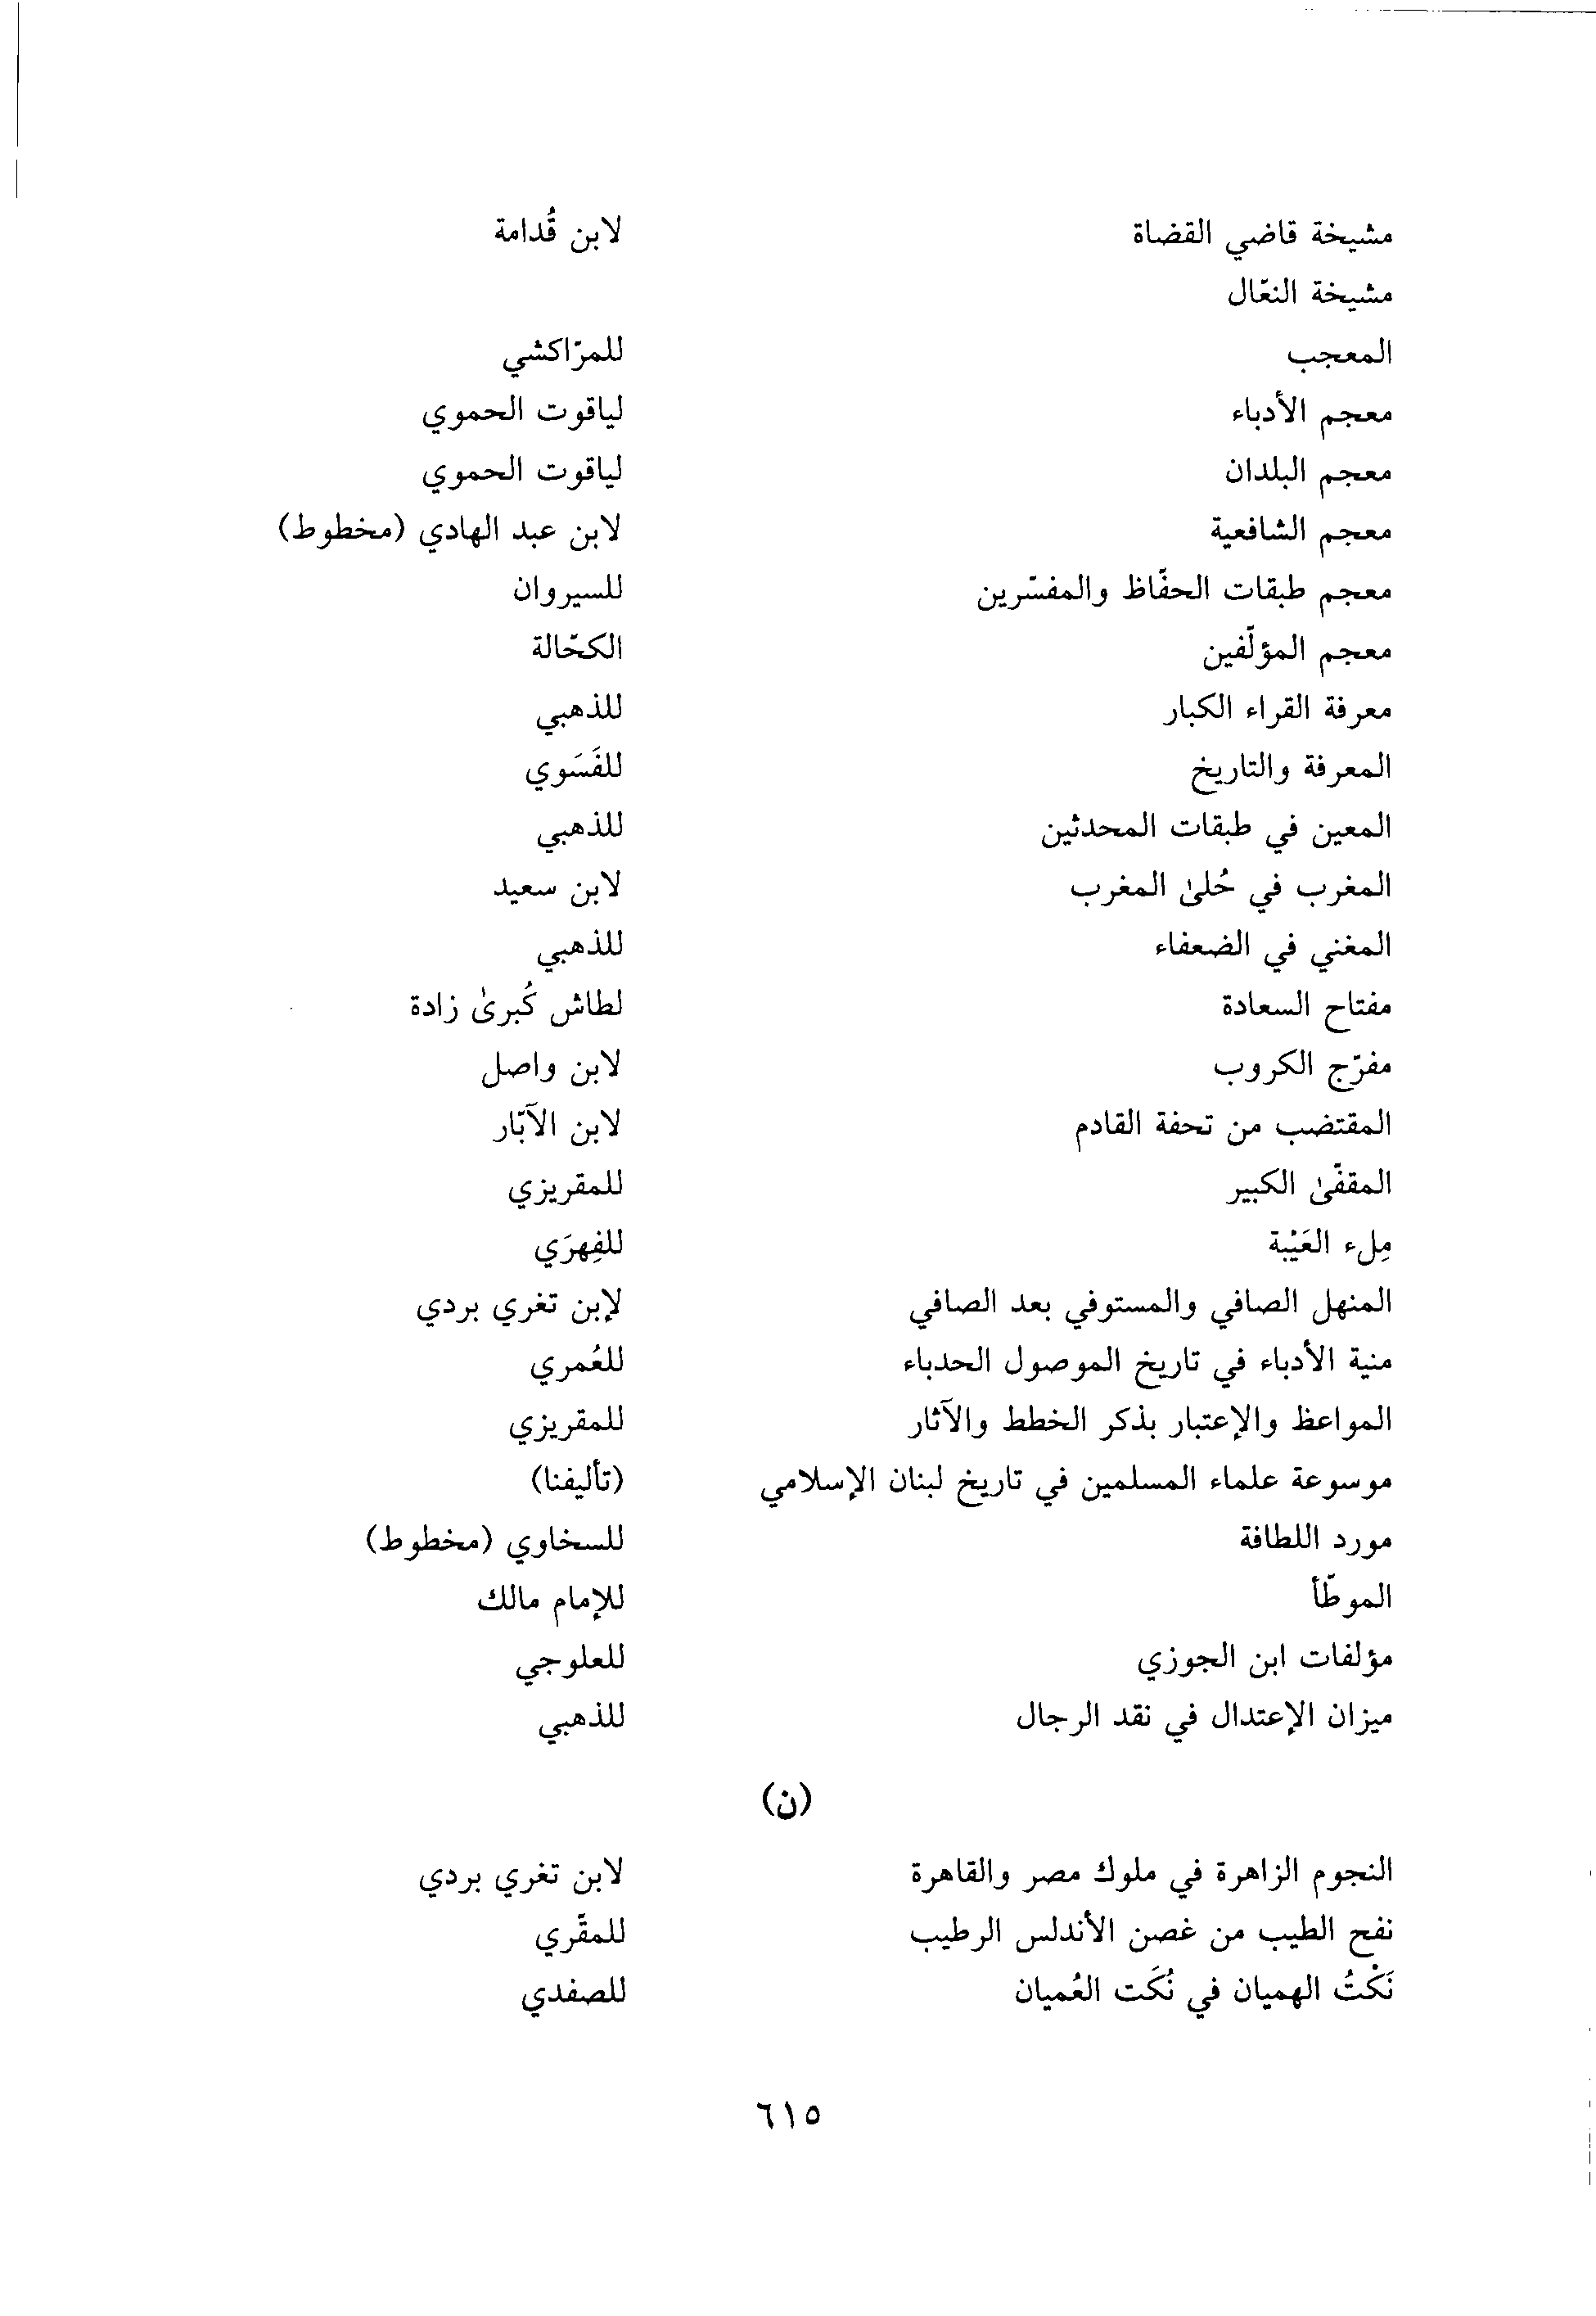 مشيخة قاضي القضاة لابن قُدامة
مشيخة النعّال
المعجب للمرّاكشي
معجم الأدباء لياقوت الحموي
معجم البلدان لياقوت الحموي
معجم الشافعية لابن عبد الهادي (مخطوط)
معجم طبقات الحفّاظ والمفسّرين للسيروان
معجم المؤلّفين الكحّالة
معرفة القراء الكبار للذهبي
المعرفة والتاريخ للفَسَوي
المعين في طبقات المحدثين للذهبي
المغرب في حُلىٰ المغرب لابن سعيد
المغني في الضعفاء للذهبي
مفتاح السعادة لطاش كُبرىٰ زادة
مفرّج الكروب لابن واصل
المقتضب من تحفة القادم لابن الآبّار
المقفّىٰ الكبير للمقريزي
مِلء العَيْبة للفِهرَي
المنهل الصافي والمستوفي بعد الصافي لإبن تغري بردي
منية الأدباء في تاريخ الموصول الحدباء للعُمري
المواعظ والإعتبار بذكر الخطط والآثار للمقريزي
موسوعة علماء المسلمين في تاريخ لبنان الإسلامي (تأليفنا)
مورد اللطافة للسخاوي (مخطوط)
الموطّأ للإمام مالك
مؤلفات ابن الجوزي للعلوجي
ميزان الإعتدال في نقد الرجال للذهبي
(ن)
النجوم الزاهرة في ملوك مصر والقاهرة لابن تغري بردي
نفح الطيب من غصن الأندلس الرطيب للمقّري
نَكْتُ الهميان في نُكَت العُميان للصفدي
٦١٥